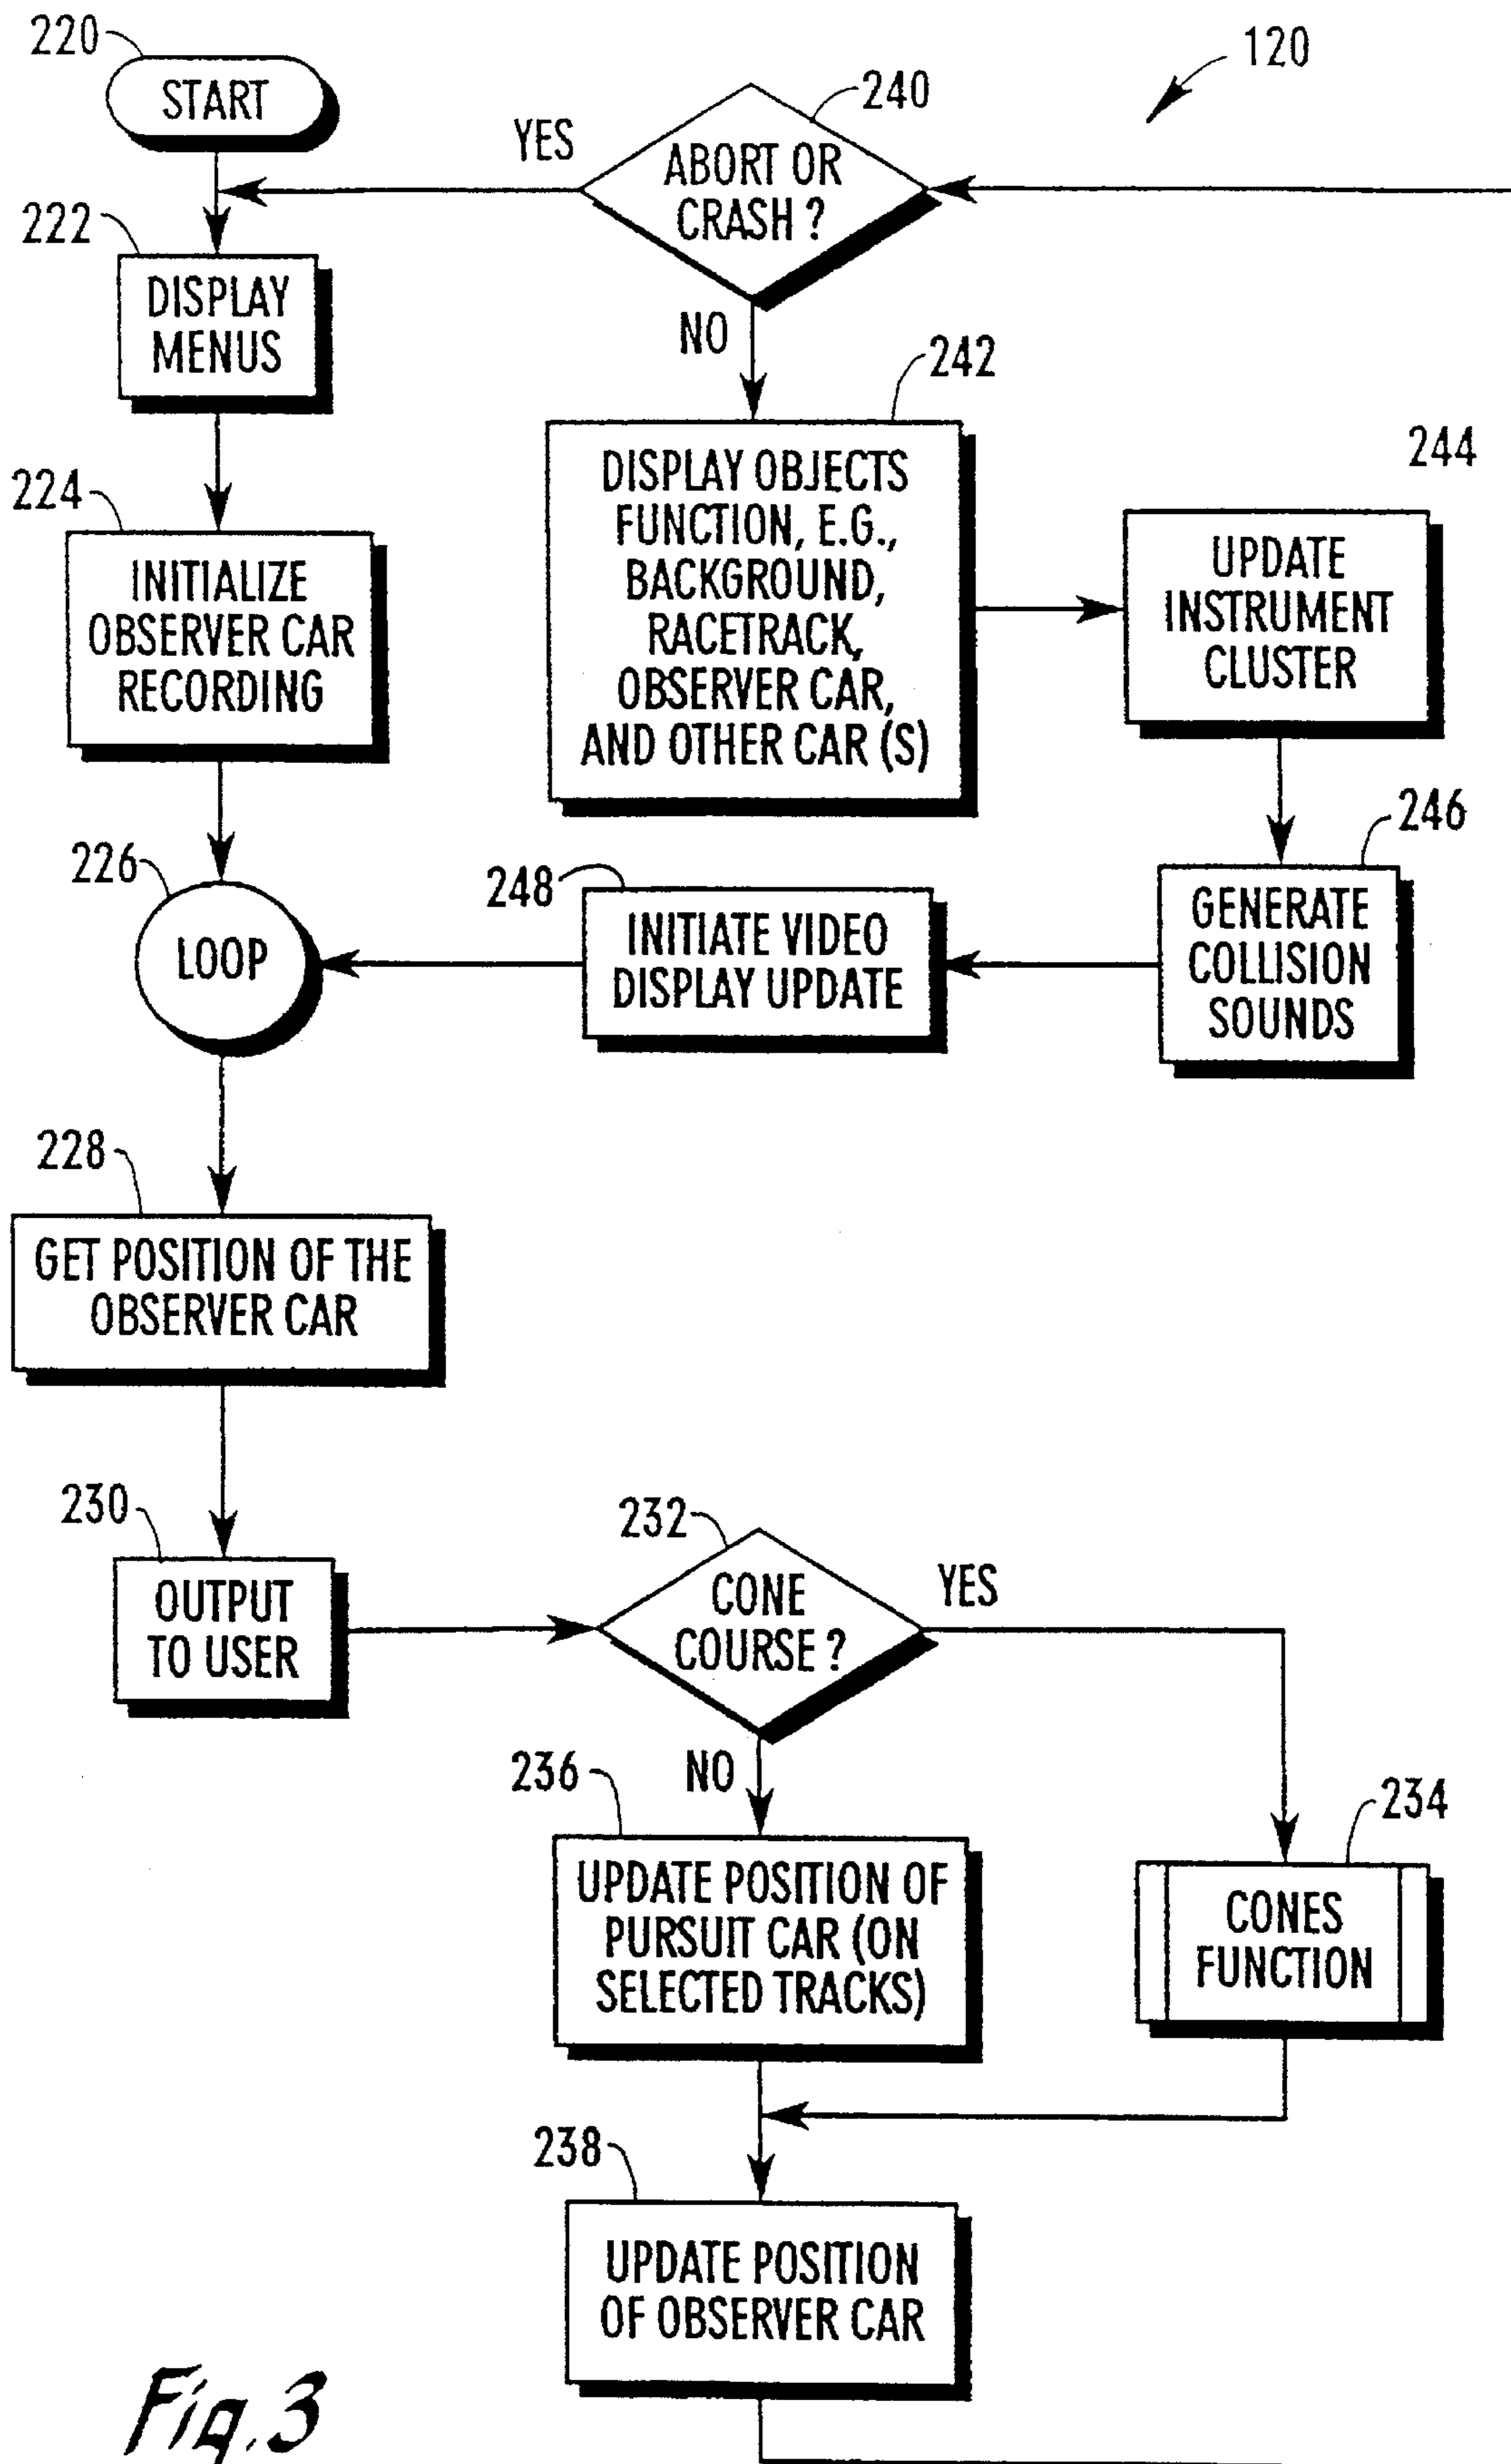 220
START
222
DISPLAY
MENUS
224
INITIALIZE
OBSERVER CAR
RECORDING
226
LOOP
228
GET POSITION OF THE
OBSERVER CAR
230
OUTPUT
TO USER
232
CONE
COURSE ?
YES
NO
234
CONES
FUNCTION
236
UPDATE POSITION OF
PURSUIT CAR (ON
SELECTED TRACKS)
238
UPDATE POSITION
OF OBSERVER CAR
120
240
ABORT OR
CRASH ?
YES
NO
242
DISPLAY OBJECTS
FUNCTION, E.G.,
BACKGROUND,
RACETRACK,
OBSERVER CAR,
AND OTHER CAR (S)
244
UPDATE
INSTRUMENT
CLUSTER
246
GENERATE
COLLISION
SOUNDS
248
INITIATE VIDEO
DISPLAY UPDATE
Fig. 3